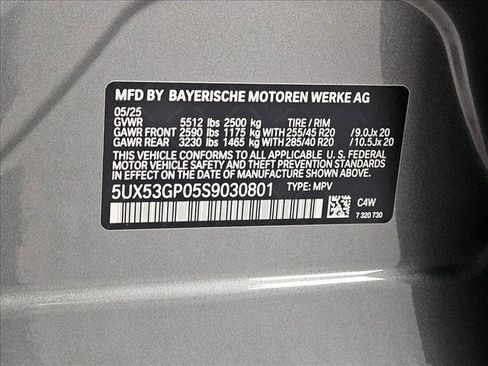 MFD BY BAYERISCHE MOTOREN WERKE AG
05/25
GVWR 5512 lbs 2500 kg TIRE / RIM
GAWR FRONT 2590 lbs 1175 kg WITH 255/45 R20 /9.0Jx 20
GAWR REAR 3230 lbs 1465 kg WITH 285/40 R20 /10.5Jx 20
THIS VEHICLE CONFORMS TO ALL APPLICABLE U. S. FEDERAL
MOTOR VEHICLE SAFETY, BUMPER, AND THEFT PREVENTION
STANDARDS IN EFFECT ON THE DATE OF MANUFACTURE SHOWN ABOVE.
5UX53GP05S9030801 TYPE: MPV
C4W
7 320 730